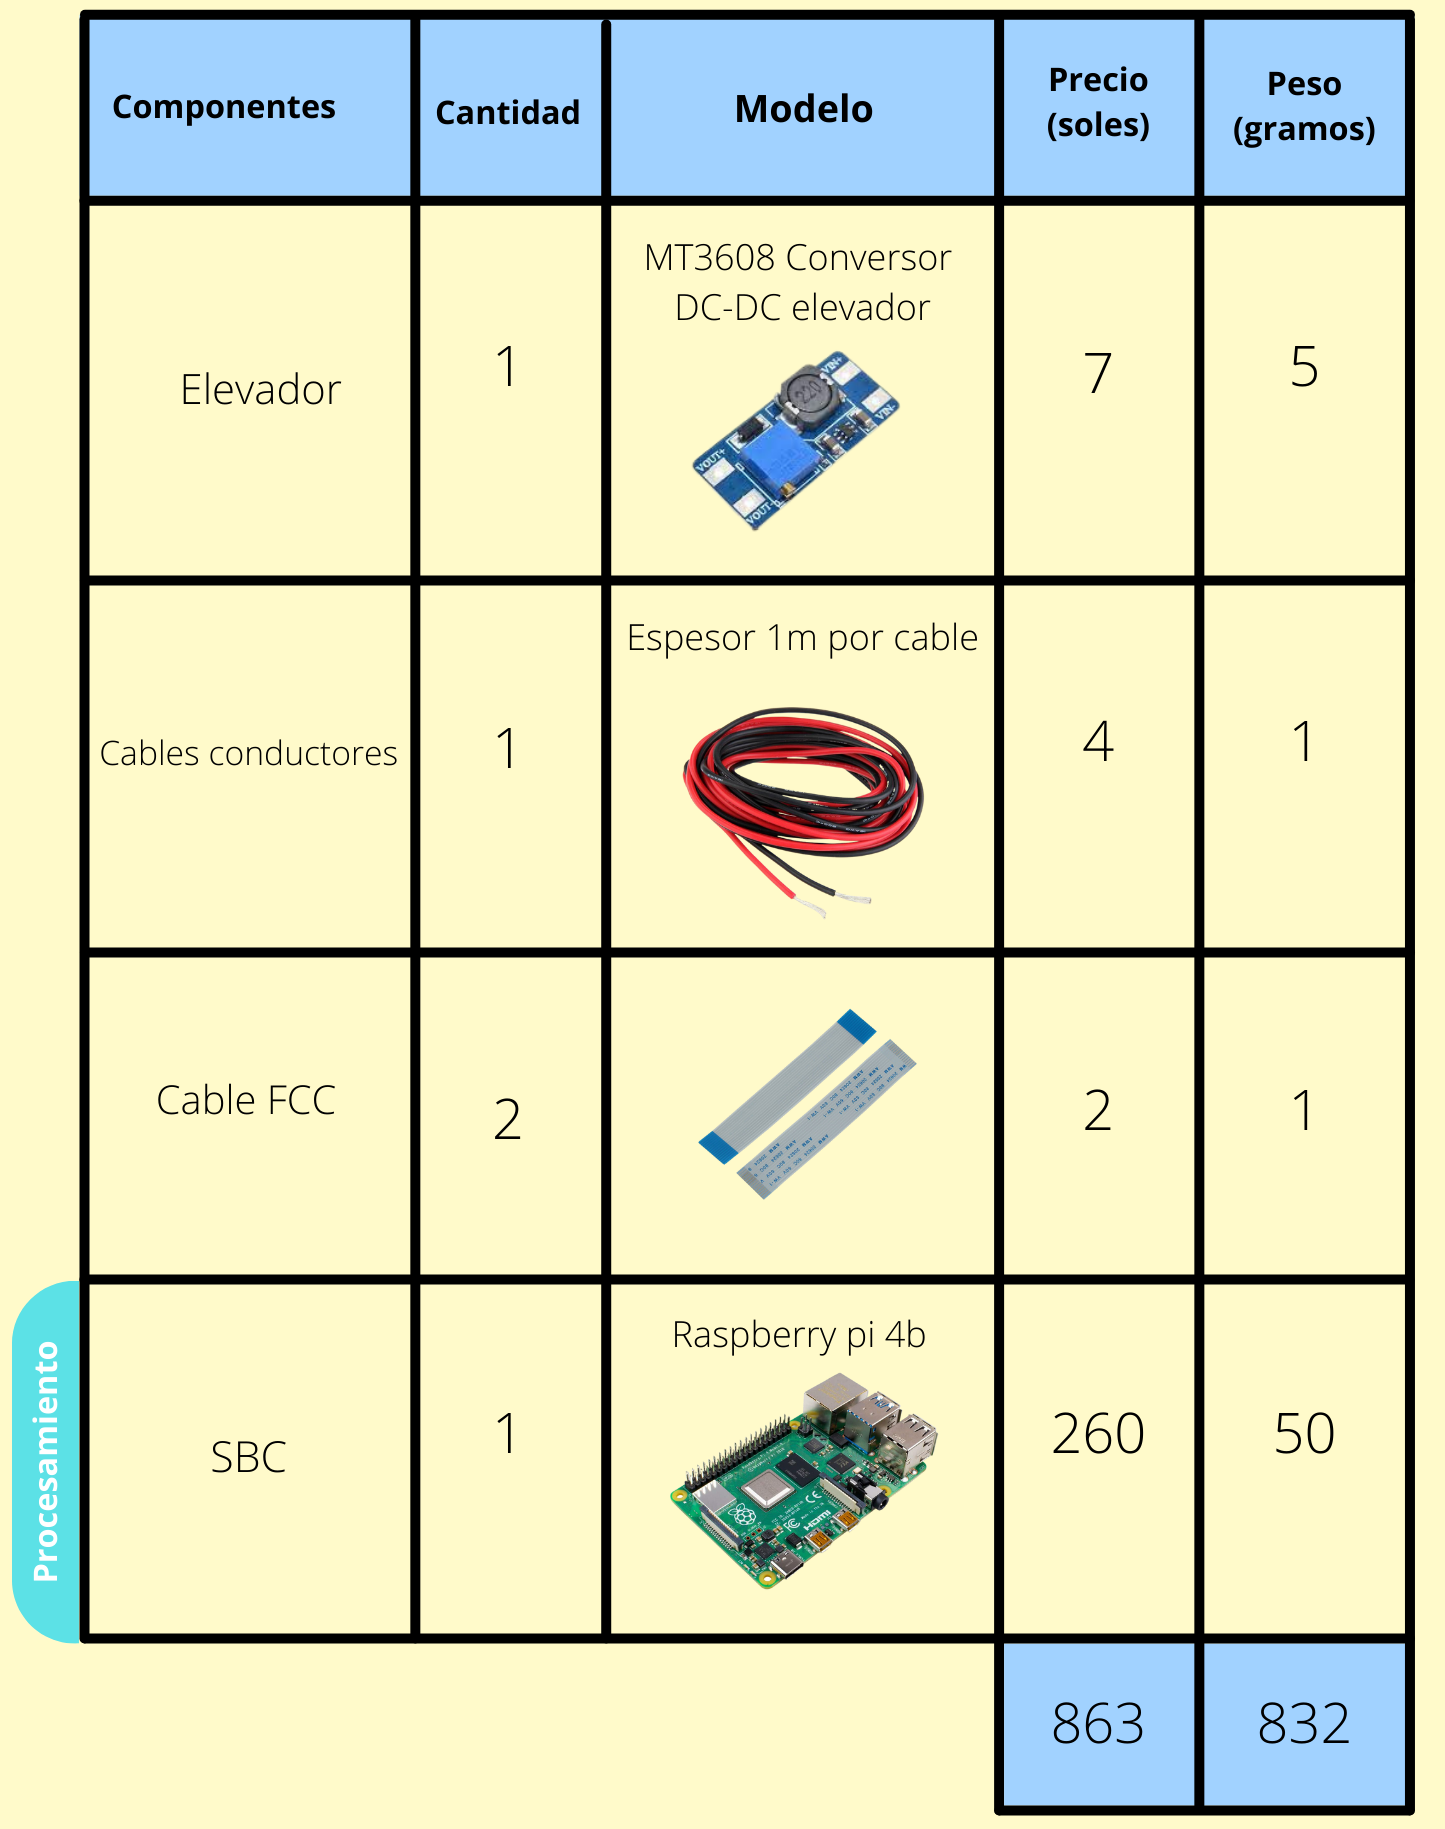 Componentes
Cantidad
Modelo
Precio
(soles)
Peso
(gramos)
Elevador
1
MT3608 Conversor
DC-DC elevador
220
VIN+
VIN-
VOUT+
VOUT+
7
5
Cables conductores
1
Espesor 1m por cable
4
1
Cable FCC
2
2
1
Procesamiento
SBC
1
Raspberry pi 4b
HDMI
260
50
863
832